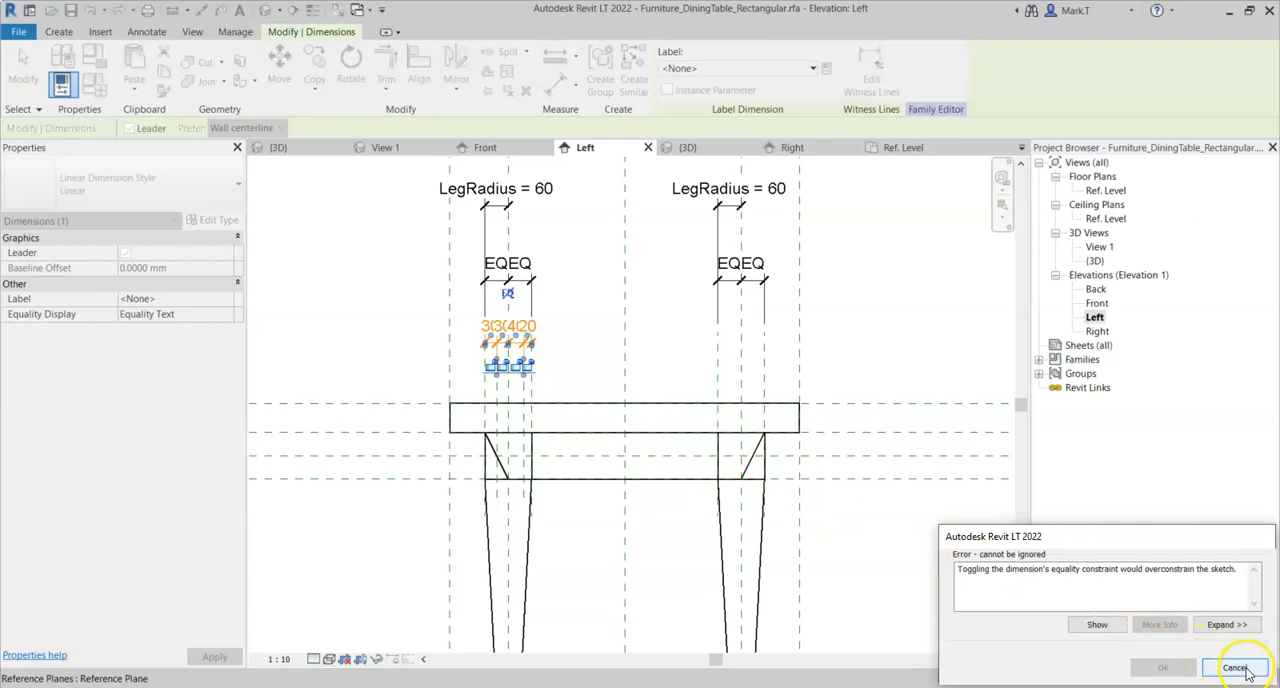 Autodesk Revit LT 2022 - Furniture_DiningTable_Rectangular.rfa - Elevation: Left
Mark.T
File
Create
Insert
Annotate
View
Manage
Modify | Dimensions
Modify
Paste
Cut
Join
Move
Copy
Rotate
Trim
Align
Mirror
Split
Create Group
Create Similar
Label:
<None>
Instance Parameter
Edit Witness Lines
Select
Properties
Clipboard
Geometry
Modify
Measure
Create
Label Dimension
Witness Lines
Family Editor
Modify | Dimensions
Leader
Prefer
Wall centerline
Properties
{3D}
View 1
Front
Left
{3D}
Right
Ref. Level
Project Browser - Furniture_DiningTable_Rectangular....
Linear Dimension Style
Linear
Dimensions (1)
Edit Type
Graphics
Leader
Baseline Offset
0.0000 mm
Other
Label
<None>
Equality Display
Equality Text
Properties help
Apply
LegRadius = 60
LegRadius = 60
EQEQ
EQEQ
Views (all)
Floor Plans
Ref. Level
Ceiling Plans
Ref. Level
3D Views
View 1
{3D}
Elevations (Elevation 1)
Back
Front
Left
Right
Sheets (all)
Families
Groups
Revit Links
Autodesk Revit LT 2022
Error - cannot be ignored
Toggling the dimension's equality constraint would overconstrain the sketch.
Show
More Info
Expand >>
OK
Cancel
1 : 10
Reference Planes : Reference Plane